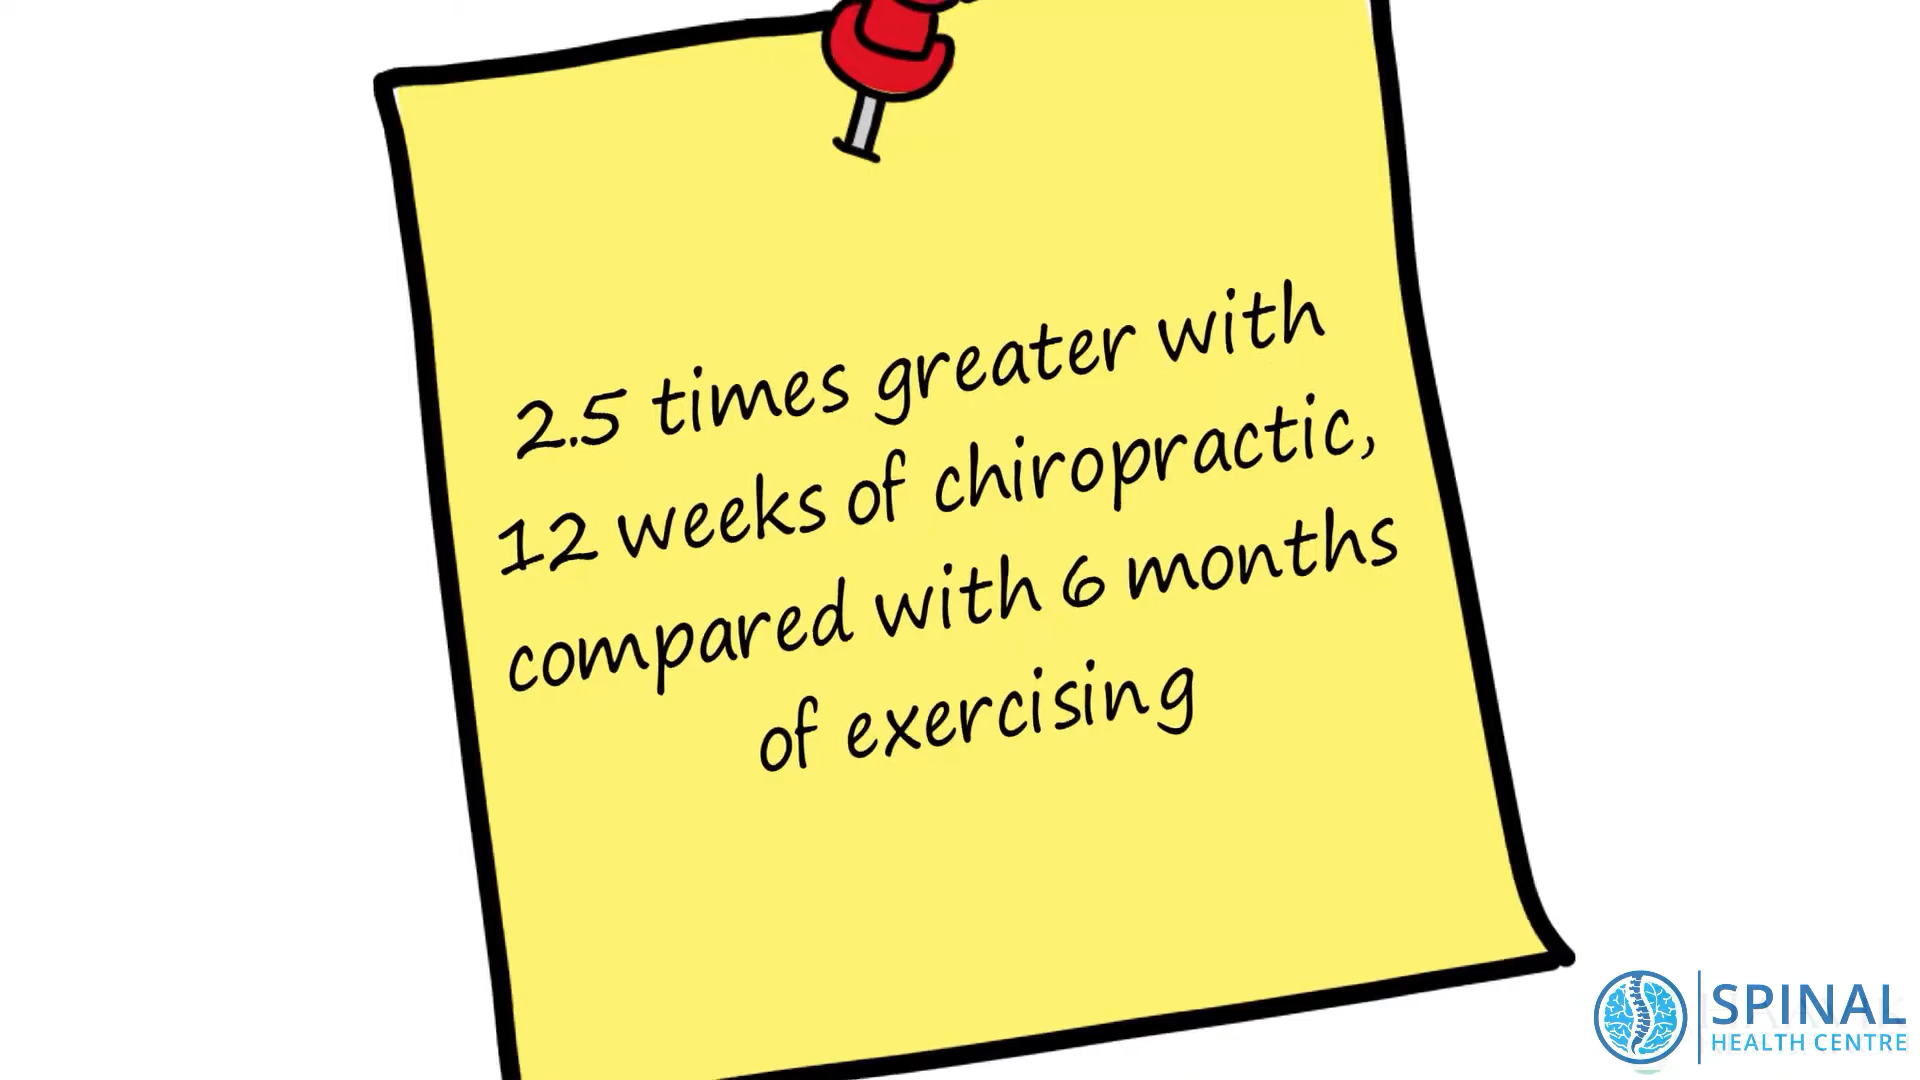 2.5 times greater with
12 weeks of chiropractic,
compared with 6 months
of exercising
SPINAL
HEALTH CENTRE